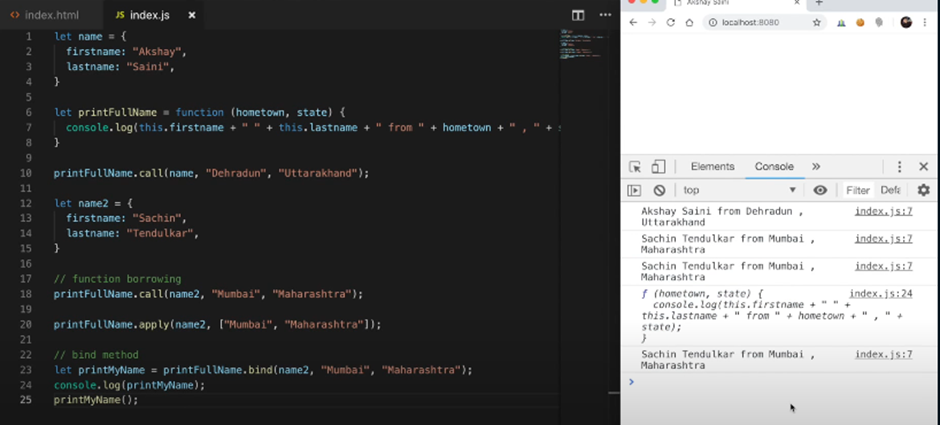 index.html
JS index.js
1 let name = {
2 firstname: "Akshay",
3 lastname: "Saini",
4 }
5
6 let printFullName = function (hometown, state) {
7 console.log(this.firstname + " " + this.lastname + " from " + hometown + " , " +
8 }
9
10 printFullName.call(name, "Dehradun", "Uttarakhand");
11
12 let name2 = {
13 firstname: "Sachin",
14 lastname: "Tendulkar",
15 }
16
17 // function borrowing
18 printFullName.call(name2, "Mumbai", "Maharashtra");
19
20 printFullName.apply(name2, ["Mumbai", "Maharashtra"]);
21
22 // bind method
23 let printMyName = printFullName.bind(name2, "Mumbai", "Maharashtra");
24 console.log(printMyName);
25 printMyName();
Akshay Saini
localhost:8080
Elements Console
top Filter Defa
Akshay Saini from Dehradun , index.js:7
Uttarakhand
Sachin Tendulkar from Mumbai , index.js:7
Maharashtra
Sachin Tendulkar from Mumbai , index.js:7
Maharashtra
ƒ (hometown, state) { index.js:24
console.log(this.firstname + " " +
this.lastname + " from " + hometown + " , " +
state);
}
Sachin Tendulkar from Mumbai , index.js:7
Maharashtra